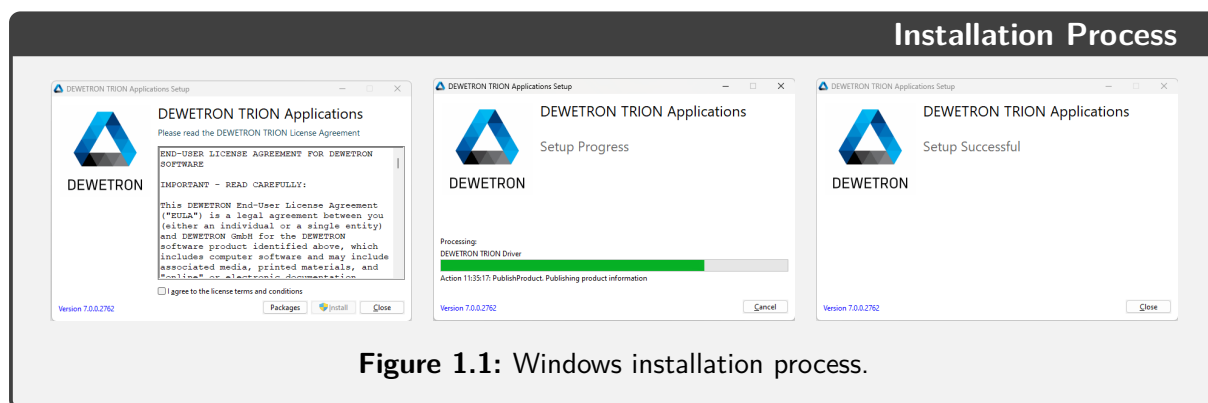 Installation Process
DEWETRON TRION Applications Setup
DEWETRON TRION Applications
Please read the DEWETRON TRION License Agreement
END-USER LICENSE AGREEMENT FOR DEWETRON
SOFTWARE
IMPORTANT - READ CAREFULLY:
This DEWETRON End-User License Agreement
("EULA") is a legal agreement between you
(either an individual or a single entity)
and DEWETRON GmbH for the DEWETRON
software product identified above, which
includes computer software and may include
associated media, printed materials, and
"online" or electronic documentation
DEWETRON
I agree to the license terms and conditions
Version 7.0.0.2762
Packages
Install
Close
DEWETRON TRION Applications Setup
DEWETRON TRION Applications
Setup Progress
DEWETRON
Processing:
DEWETRON TRION Driver
Action 11:35:17: PublishProduct. Publishing product information
Version 7.0.0.2762
Cancel
DEWETRON TRION Applications Setup
DEWETRON TRION Applications
Setup Successful
DEWETRON
Version 7.0.0.2762
Close
Figure 1.1: Windows installation process.